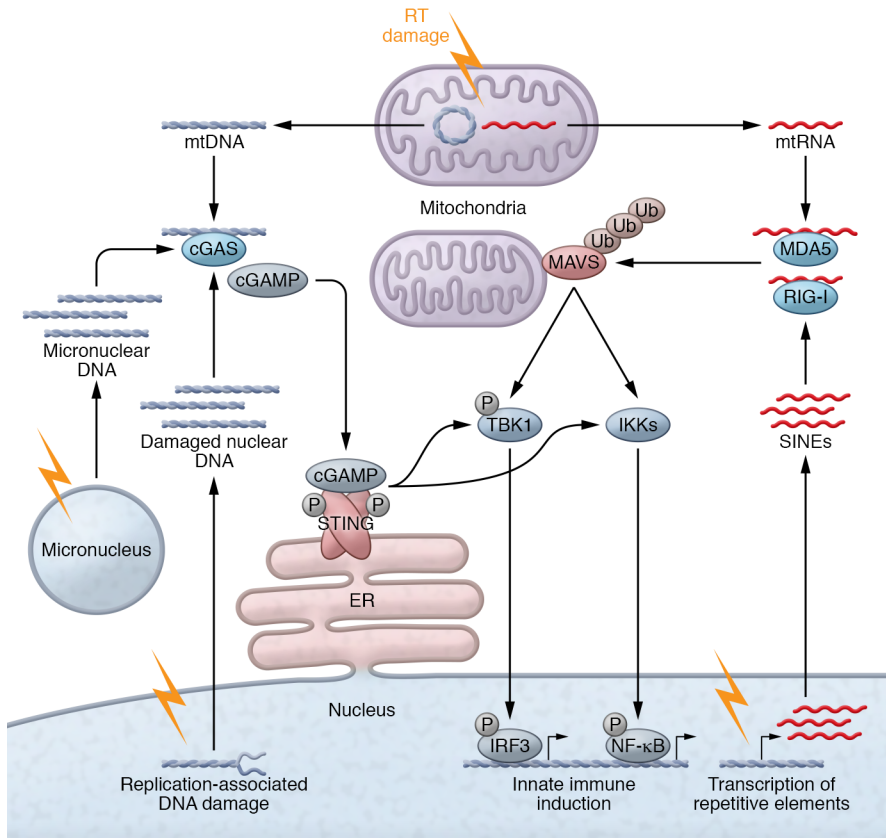 RT
damage
mtDNA
mtRNA
Mitochondria
Ub
Ub
Ub
cGAS
MAVS
MDA5
cGAMP
RIG-I
Micronuclear
DNA
P
TBK1
IKKs
Damaged nuclear
DNA
SINEs
cGAMP
P
P
STING
Micronucleus
ER
Nucleus
P
IRF3
P
NF-κB
Replication-associated
DNA damage
Innate immune
induction
Transcription of
repetitive elements